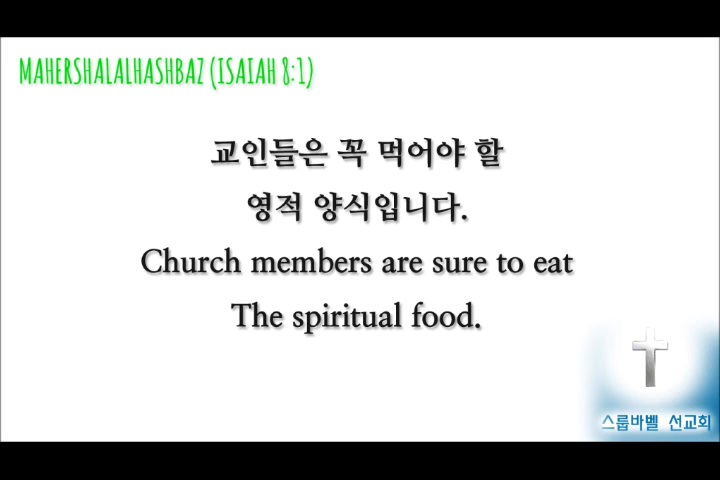 MAHERSHALALHASHBAZ (ISAIAH 8:1)
교인들은 꼭 먹어야 할
영적 양식입니다.
Church members are sure to eat
The spiritual food.
스룹바벨 선교회